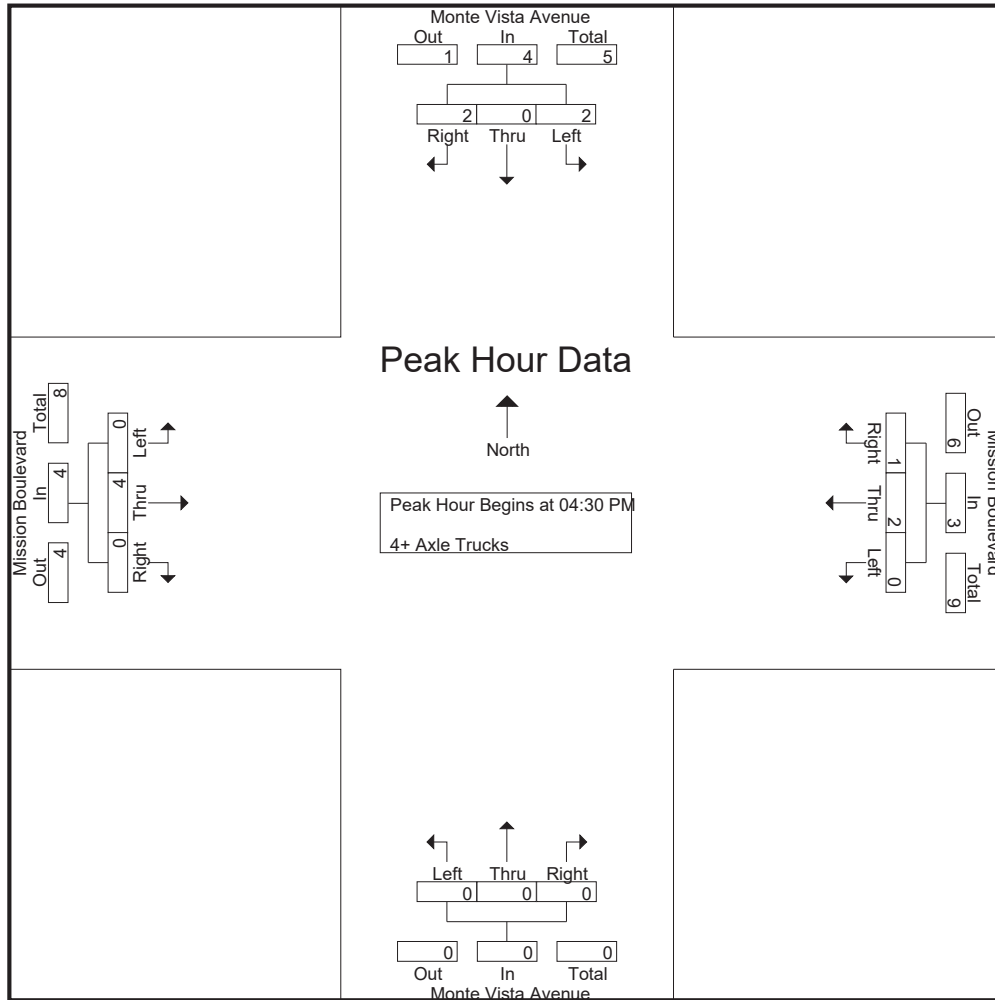 Monte Vista Avenue
Out In Total
1 4 5
2 0 2
Right Thru Left
Peak Hour Data
North
Peak Hour Begins at 04:30 PM
4+ Axle Trucks
Mission Boulevard
Out In Total
4 4 8
Left Thru Right
0 4 0
Mission Boulevard
Out In Total
6 3 9
Right Thru Left
1 2 0
Left Thru Right
0 0 0
0 0 0
Out In Total
Monte Vista Avenue